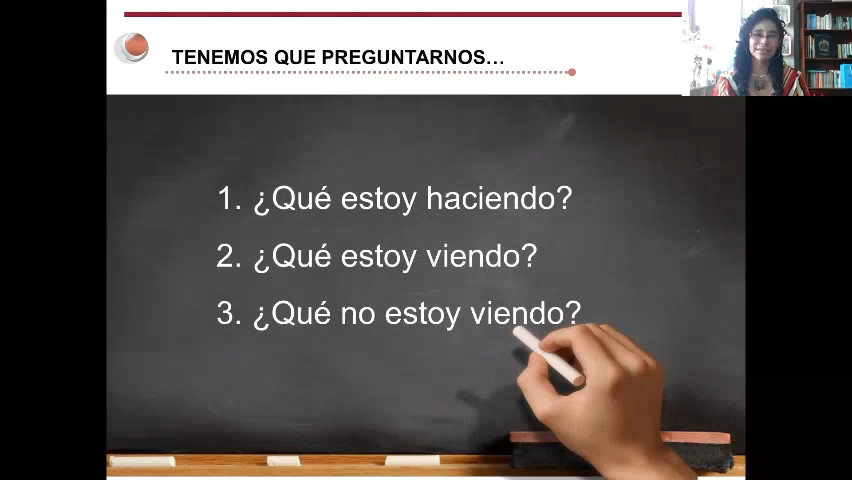 TENEMOS QUE PREGUNTARNOS...
1. ¿Qué estoy haciendo?
2. ¿Qué estoy viendo?
3. ¿Qué no estoy viendo?